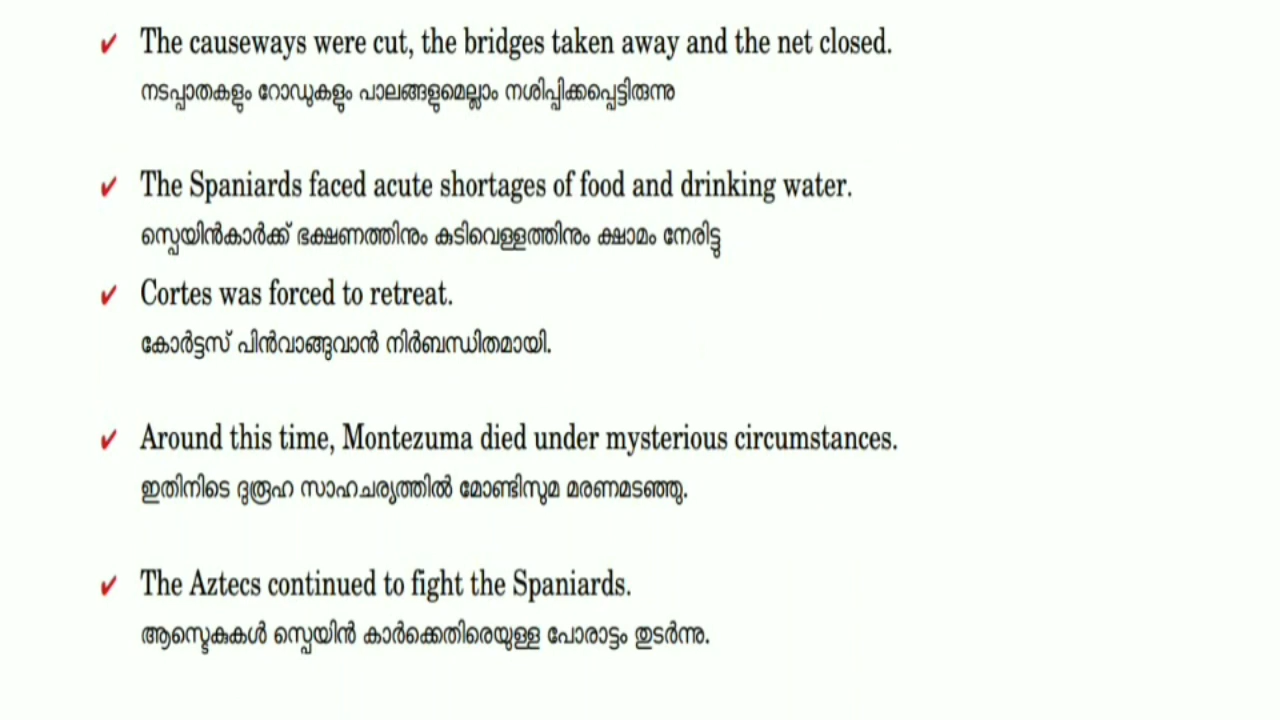 ✔ The causeways were cut, the bridges taken away and the net closed.
നടപ്പാതകളും റോഡുകളും പാലങ്ങളുമെല്ലാം നശിപ്പിക്കപ്പെട്ടിരുന്നു
✔ The Spaniards faced acute shortages of food and drinking water.
സ്പെയിൻകാർക്ക് ഭക്ഷണത്തിനും കുടിവെള്ളത്തിനും ക്ഷാമം നേരിട്ടു
✔ Cortes was forced to retreat.
കോർട്ടസ് പിൻവാങ്ങുവാൻ നിർബന്ധിതമായി.
✔ Around this time, Montezuma died under mysterious circumstances.
ഇതിനിടെ ദുരൂഹ സാഹചര്യത്തിൽ മോണ്ടിസുമ മരണമടഞ്ഞു.
✔ The Aztecs continued to fight the Spaniards.
ആസ്ടെകുകൾ സ്പെയിൻ കാർക്കെതിരെയുള്ള പോരാട്ടം തുടർന്നു.